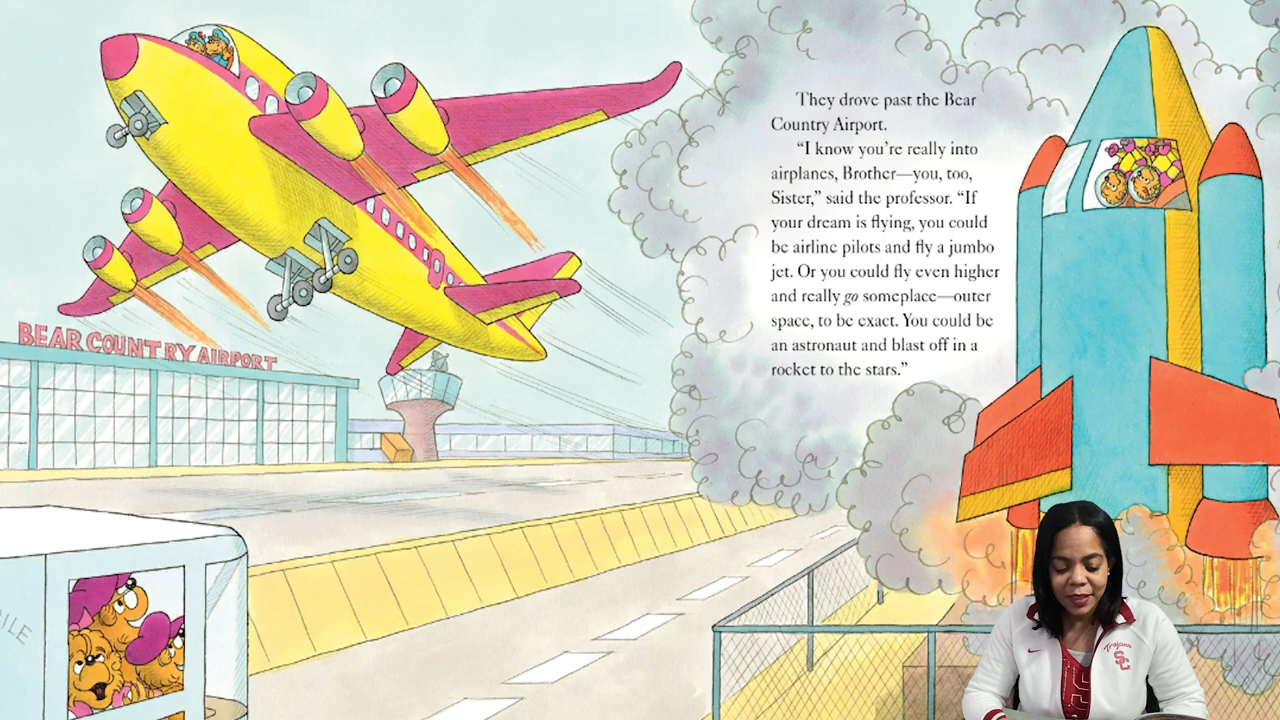 BEAR COUNTRY AIRPORT
They drove past the Bear
Country Airport.
“I know you’re really into
airplanes, Brother—you, too,
Sister,” said the professor. “If
your dream is flying, you could
be airline pilots and fly a jumbo
jet. Or you could fly even higher
and really go someplace—outer
space, to be exact. You could be
an astronaut and blast off in a
rocket to the stars.”
BILE
Trojans
SC